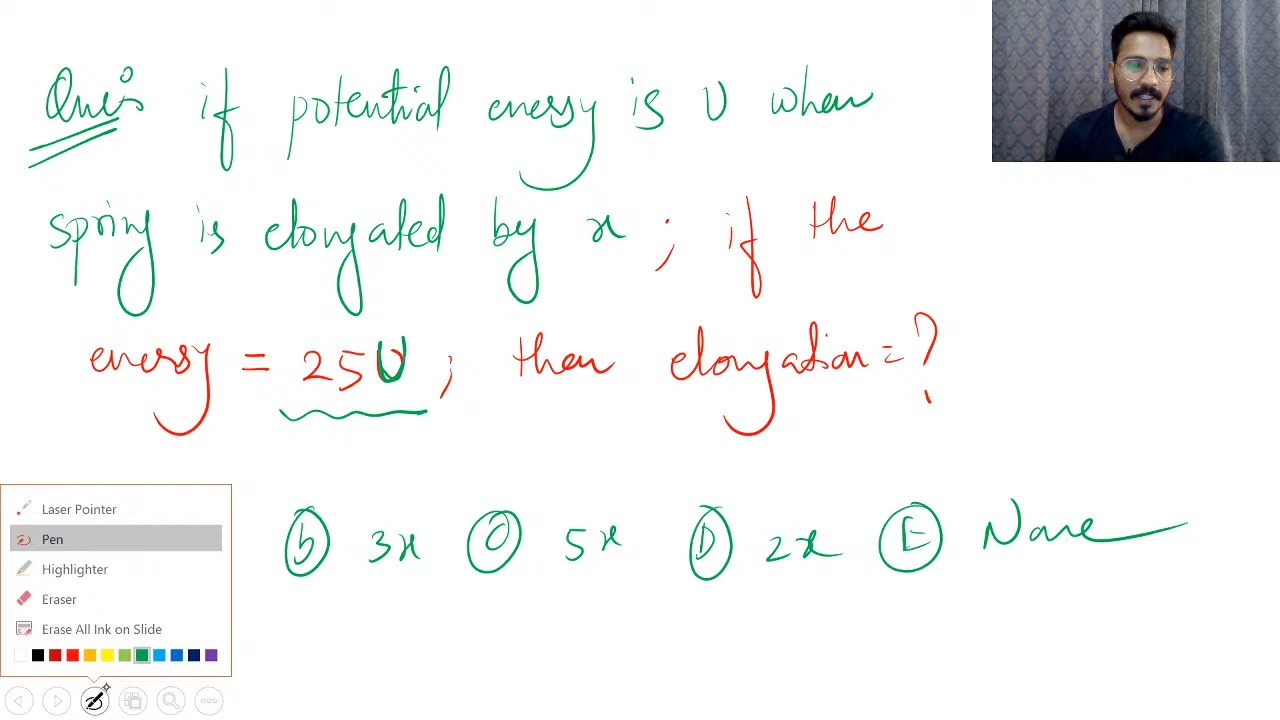 Ques if potential energy is U when
spring is elongated by x ; if the
energy = 25U ; then elongation = ?
Laser Pointer
Pen
Highlighter
Eraser
Erase All Ink on Slide
(b) 3x (C) 5x (D) 2x (E) None